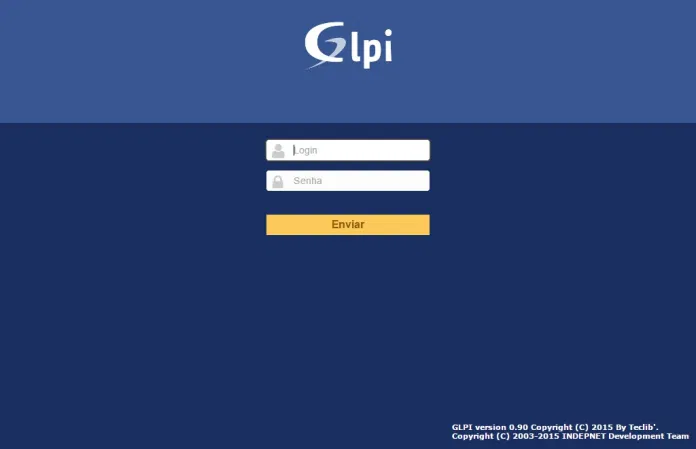 Glpi
Login
Senha
Enviar
GLPI version 0.90 Copyright (C) 2015 By Teclib'.
Copyright (C) 2003-2015 INDEPNET Development Team